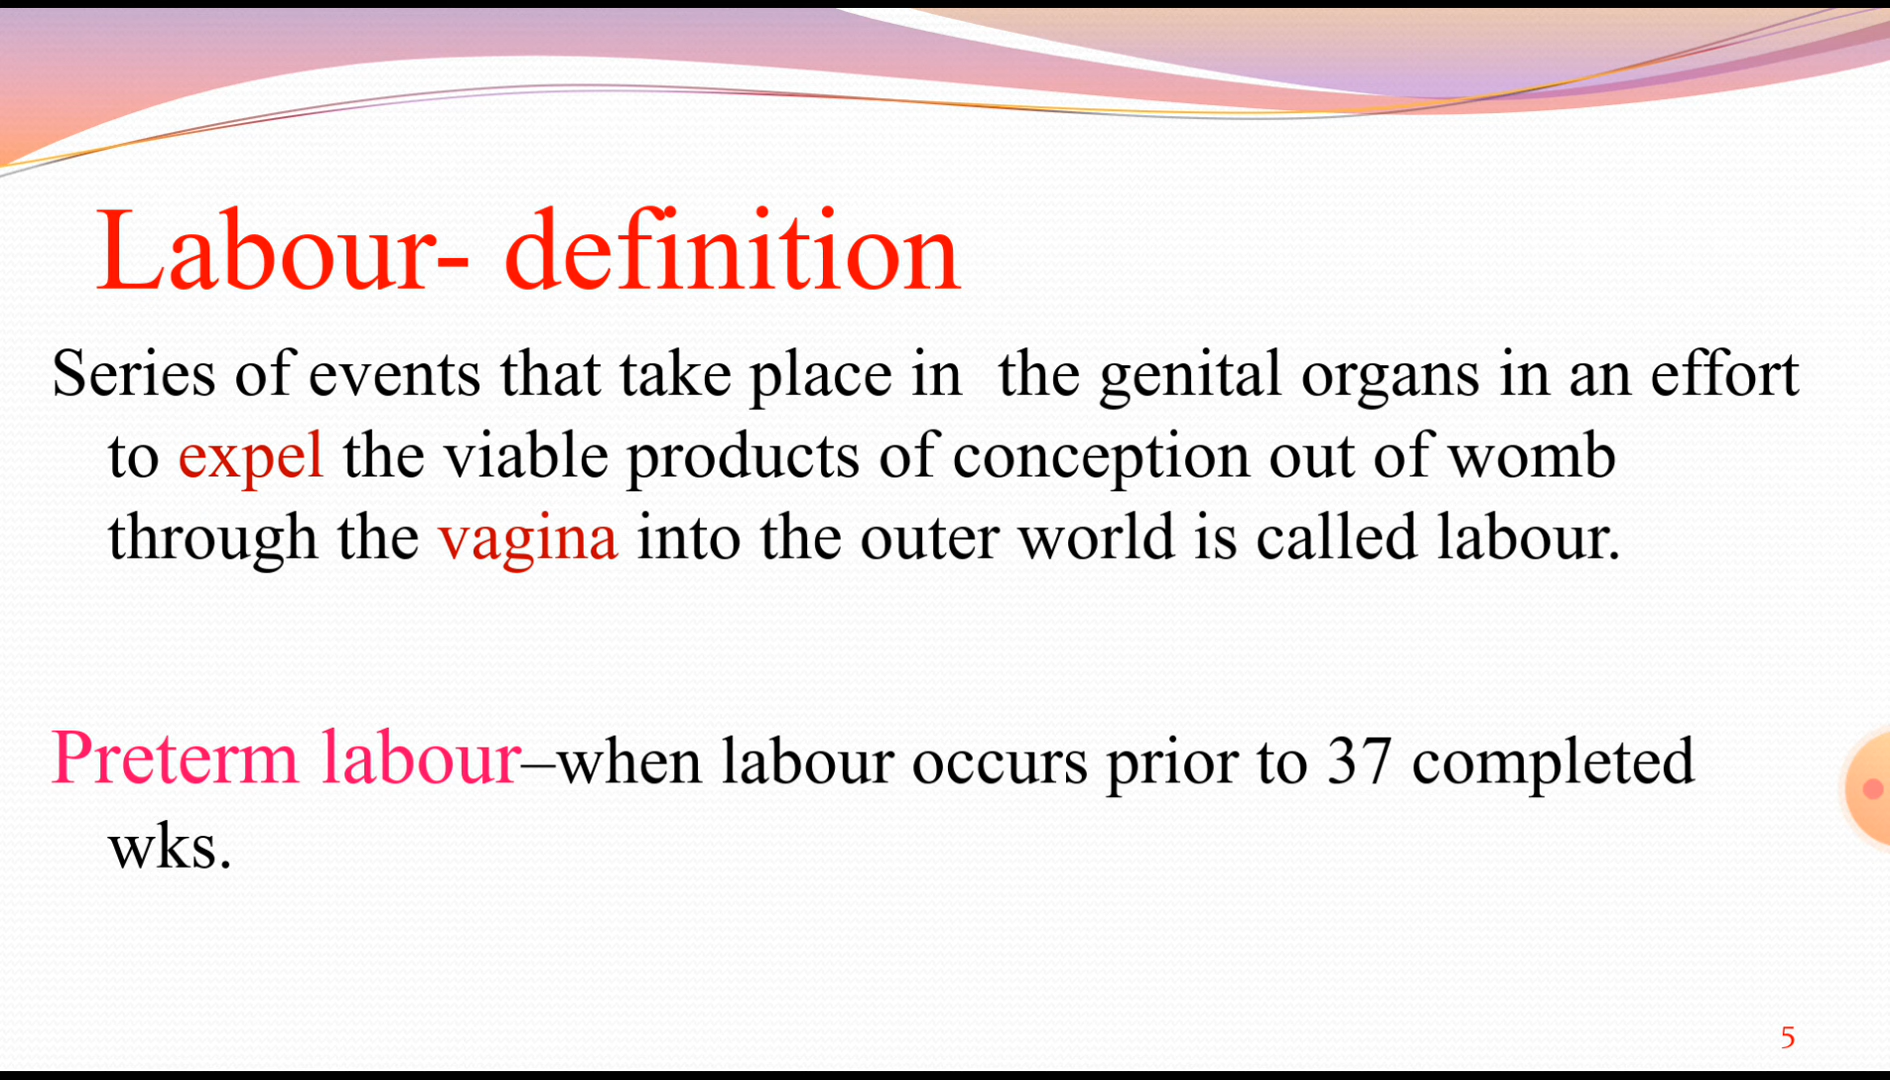 Labour- definition
Series of events that take place in the genital organs in an effort
to expel the viable products of conception out of womb
through the vagina into the outer world is called labour.
Preterm labour–when labour occurs prior to 37 completed
wks.
5